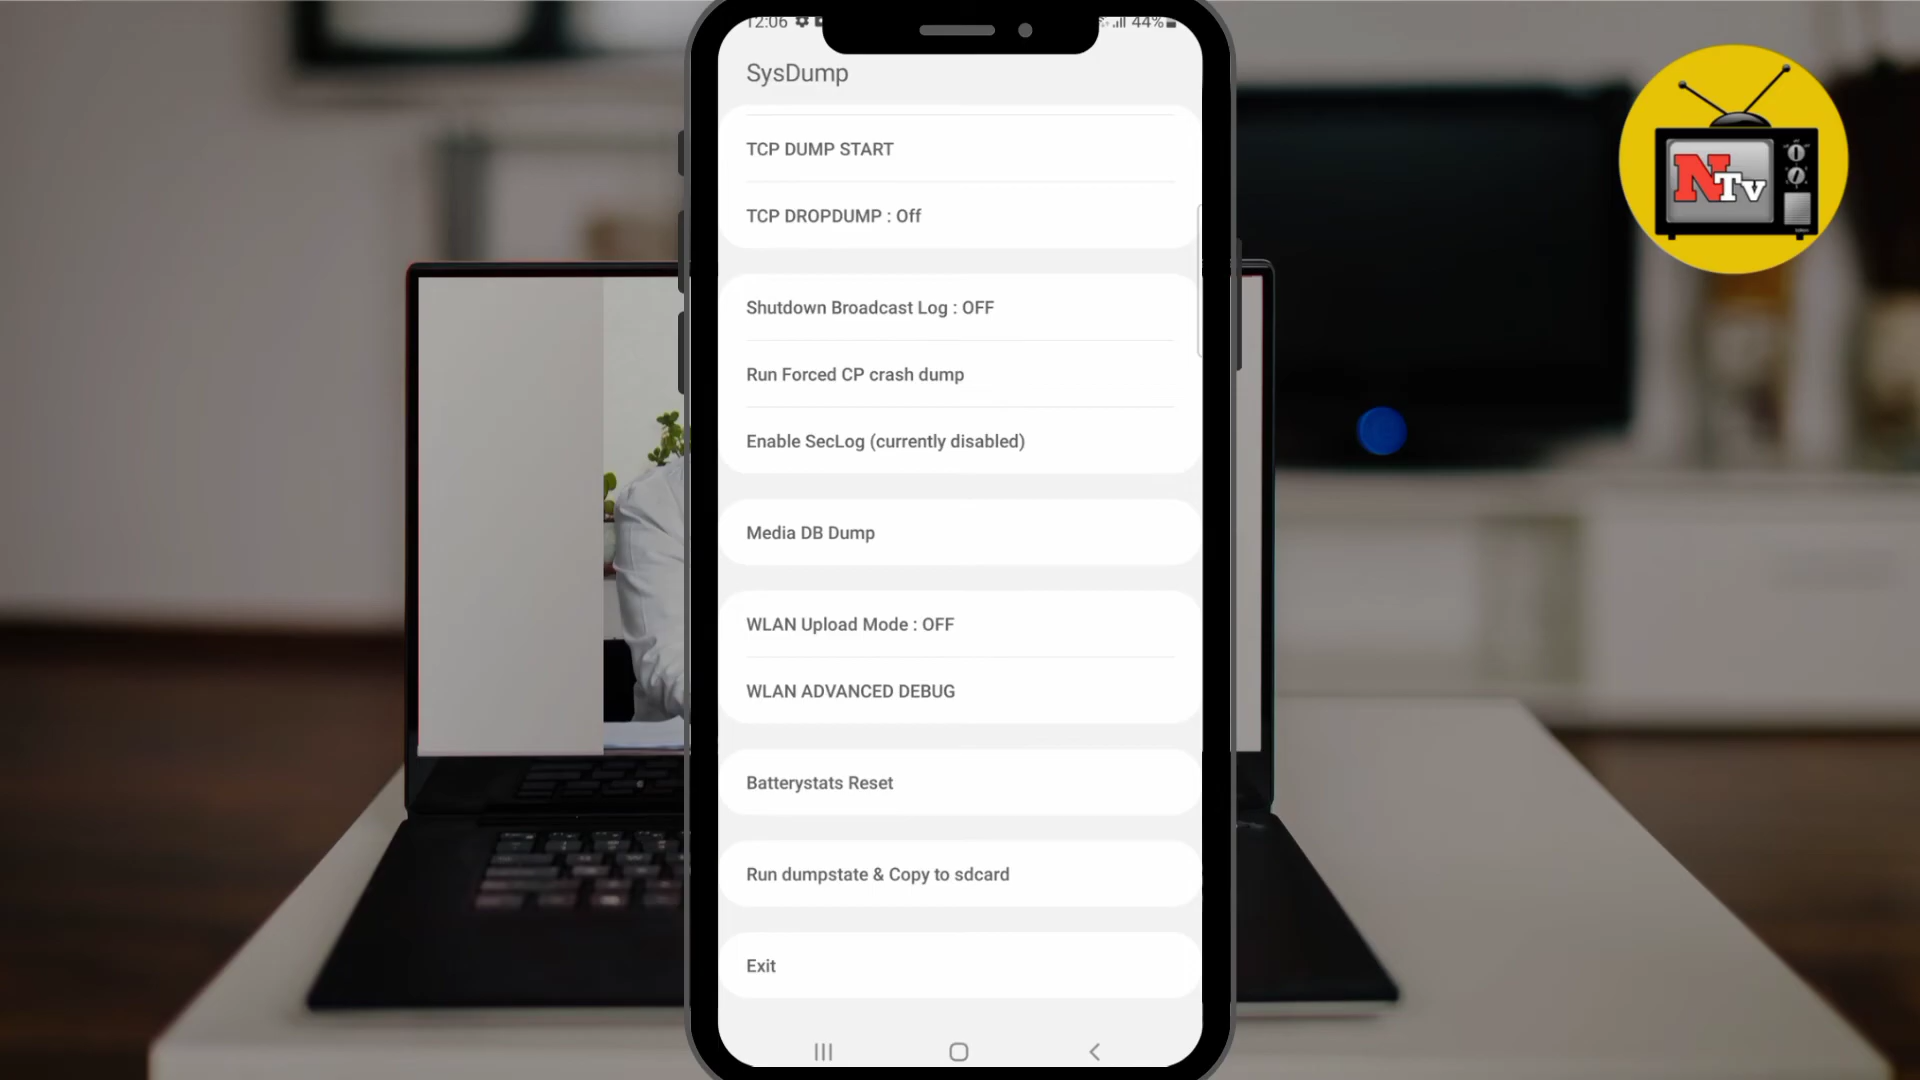 12:06
44%
SysDump
TCP DUMP START
TCP DROPDUMP : Off
Shutdown Broadcast Log : OFF
Run Forced CP crash dump
Enable SecLog (currently disabled)
Media DB Dump
WLAN Upload Mode : OFF
WLAN ADVANCED DEBUG
Batterystats Reset
Run dumpstate & Copy to sdcard
Exit
NTv